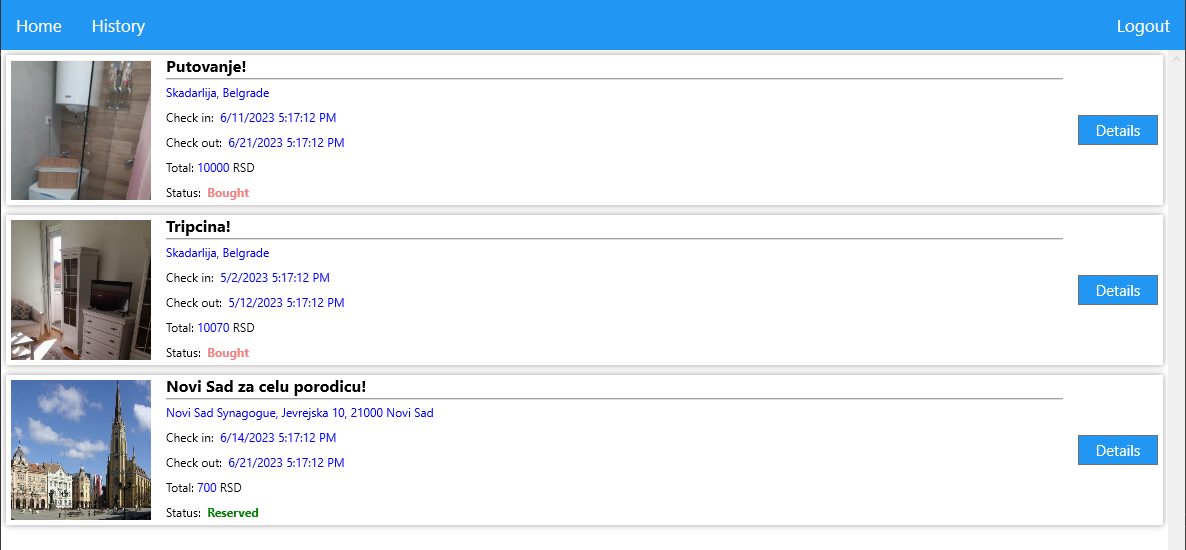 Home History Logout
Putovanje!
Skadarlija, Belgrade
Check in: 6/11/2023 5:17:12 PM
Check out: 6/21/2023 5:17:12 PM
Total: 10000 RSD
Status: Bought
Details
Tripcina!
Skadarlija, Belgrade
Check in: 5/2/2023 5:17:12 PM
Check out: 5/12/2023 5:17:12 PM
Total: 10070 RSD
Status: Bought
Details
Novi Sad za celu porodicu!
Novi Sad Synagogue, Jevrejska 10, 21000 Novi Sad
Check in: 6/14/2023 5:17:12 PM
Check out: 6/21/2023 5:17:12 PM
Total: 700 RSD
Status: Reserved
Details